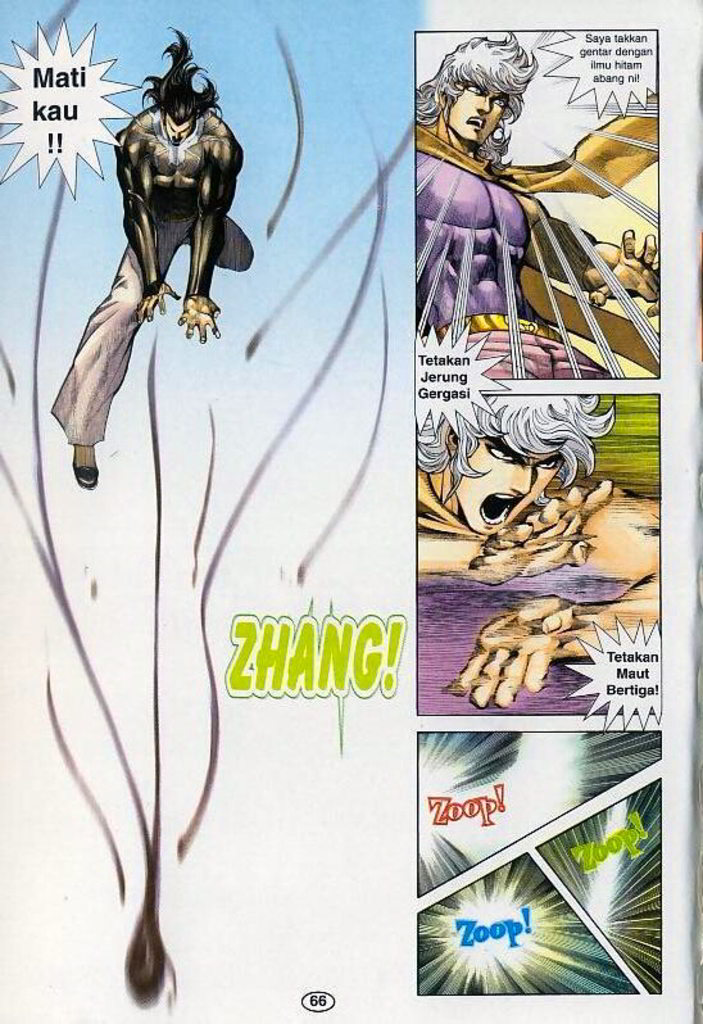 Mati
kau
!!
ZHANG!
Saya takkan
gentar dengan
ilmu hitam
abang ni!
Tetakan
Jerung
Gergasi
Tetakan
Maut
Bertiga!
Zoop!
Zoop!
Zoop!
66